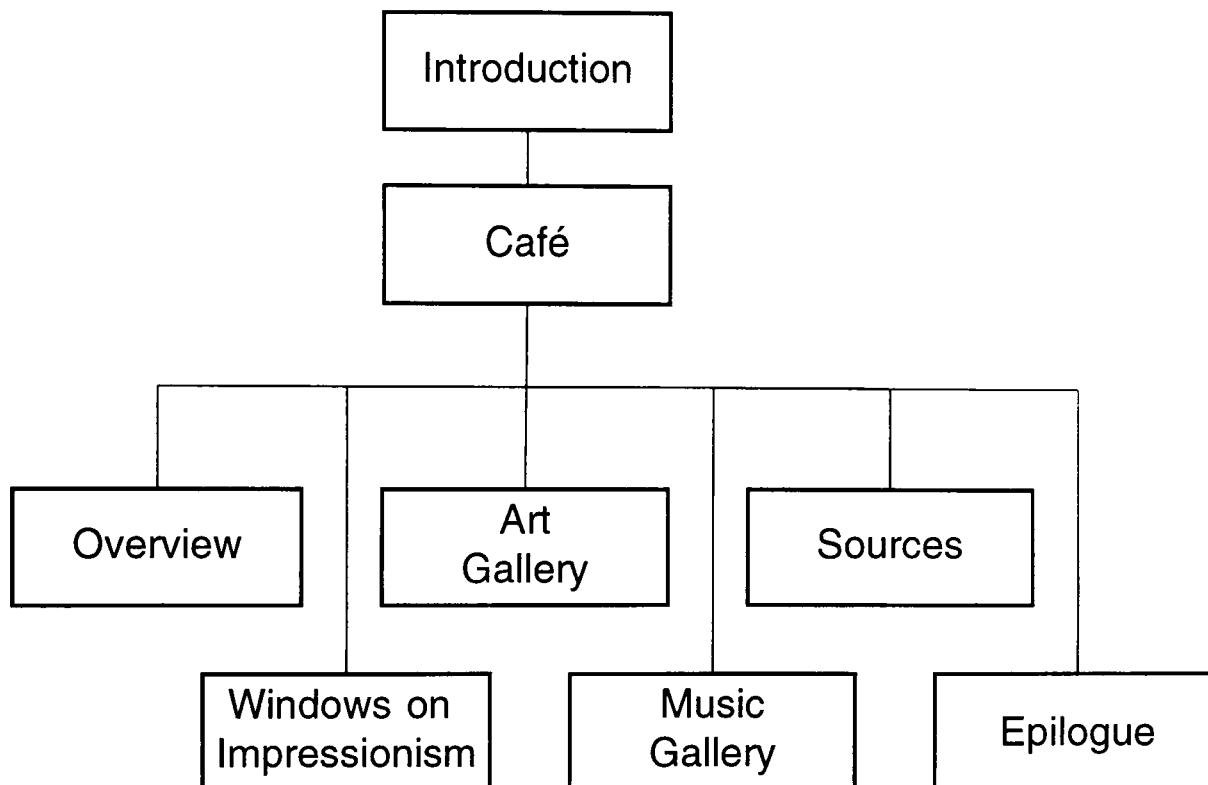 Introduction
Café
Overview
Art
Gallery
Sources
Windows on
Impressionism
Music
Gallery
Epilogue